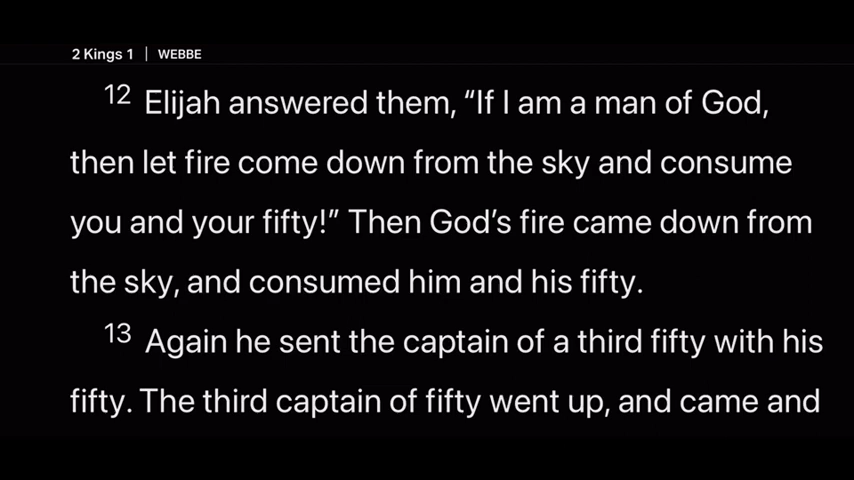 2 Kings 1 | WEBBE
12 Elijah answered them, “If I am a man of God,
then let fire come down from the sky and consume
you and your fifty!” Then God’s fire came down from
the sky, and consumed him and his fifty.
13 Again he sent the captain of a third fifty with his
fifty. The third captain of fifty went up, and came and